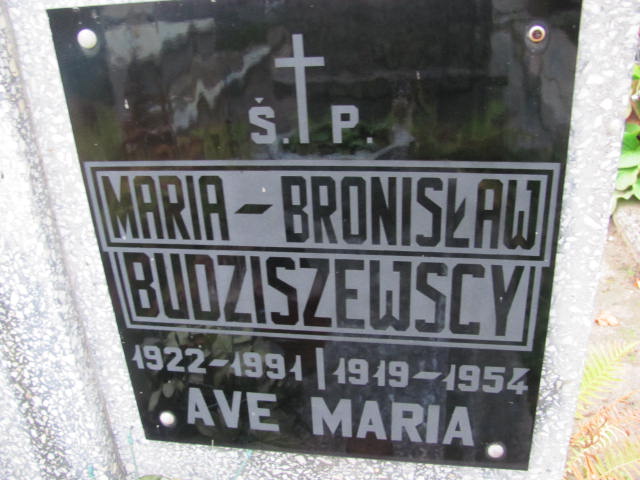 Ś. P.
MARIA - BRONISŁAW
BUDZISZEWSCY
1922-1991 | 1919-1954
AVE MARIA